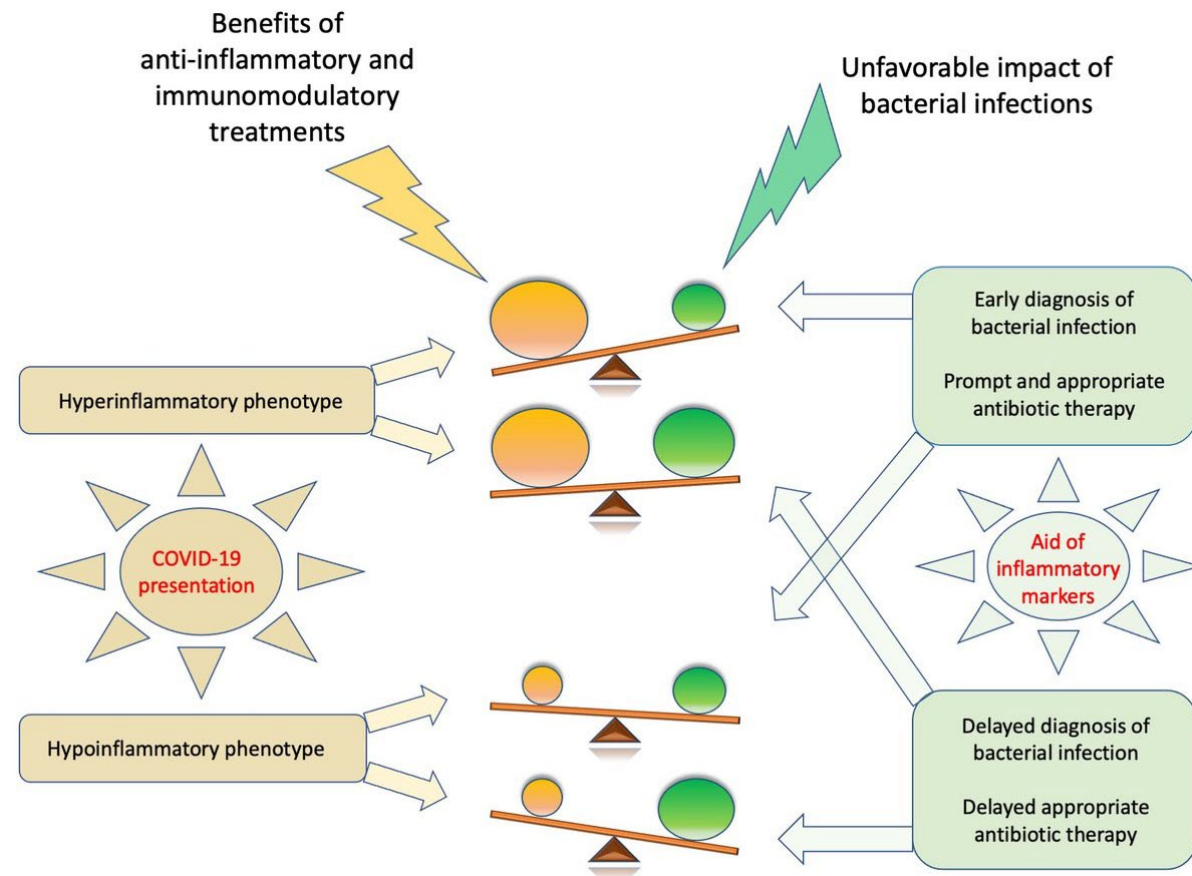 Benefits of
anti-inflammatory and
immunomodulatory
treatments
Unfavorable impact of
bacterial infections
Hyperinflammatory phenotype
Early diagnosis of
bacterial infection
Prompt and appropriate
antibiotic therapy
COVID-19
presentation
Aid of
inflammatory
markers
Hypoinflammatory phenotype
Delayed diagnosis of
bacterial infection
Delayed appropriate
antibiotic therapy